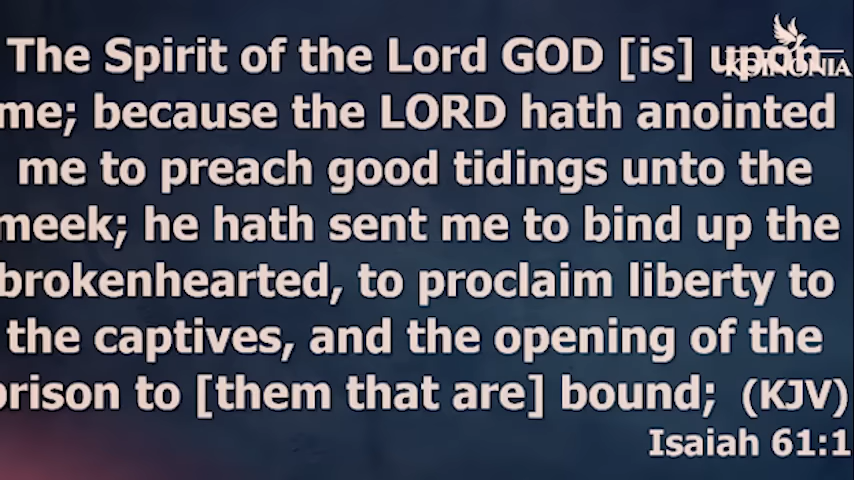 The Spirit of the Lord GOD [is] upon
me; because the LORD hath anointed
me to preach good tidings unto the
meek; he hath sent me to bind up the
brokenhearted, to proclaim liberty to
the captives, and the opening of the
prison to [them that are] bound; (KJV)
Isaiah 61:1
KOINONIA